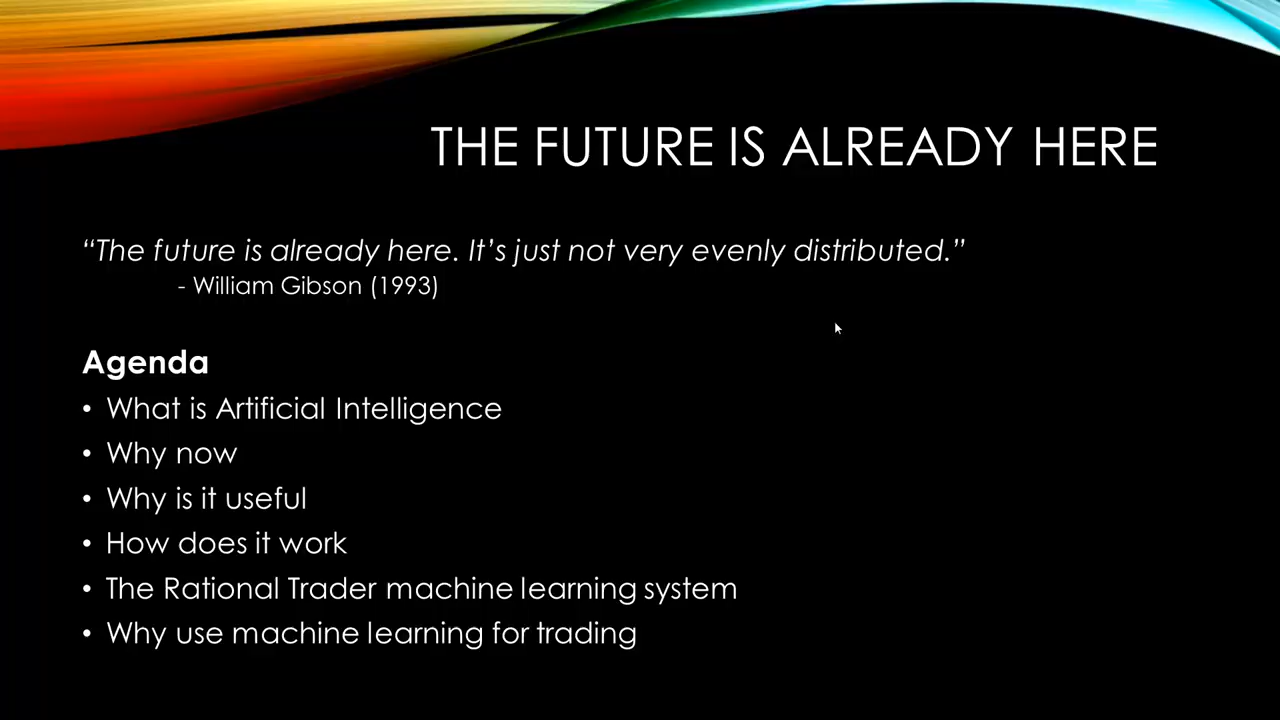 THE FUTURE IS ALREADY HERE
“The future is already here. It’s just not very evenly distributed.”
- William Gibson (1993)
Agenda
• What is Artificial Intelligence
• Why now
• Why is it useful
• How does it work
• The Rational Trader machine learning system
• Why use machine learning for trading